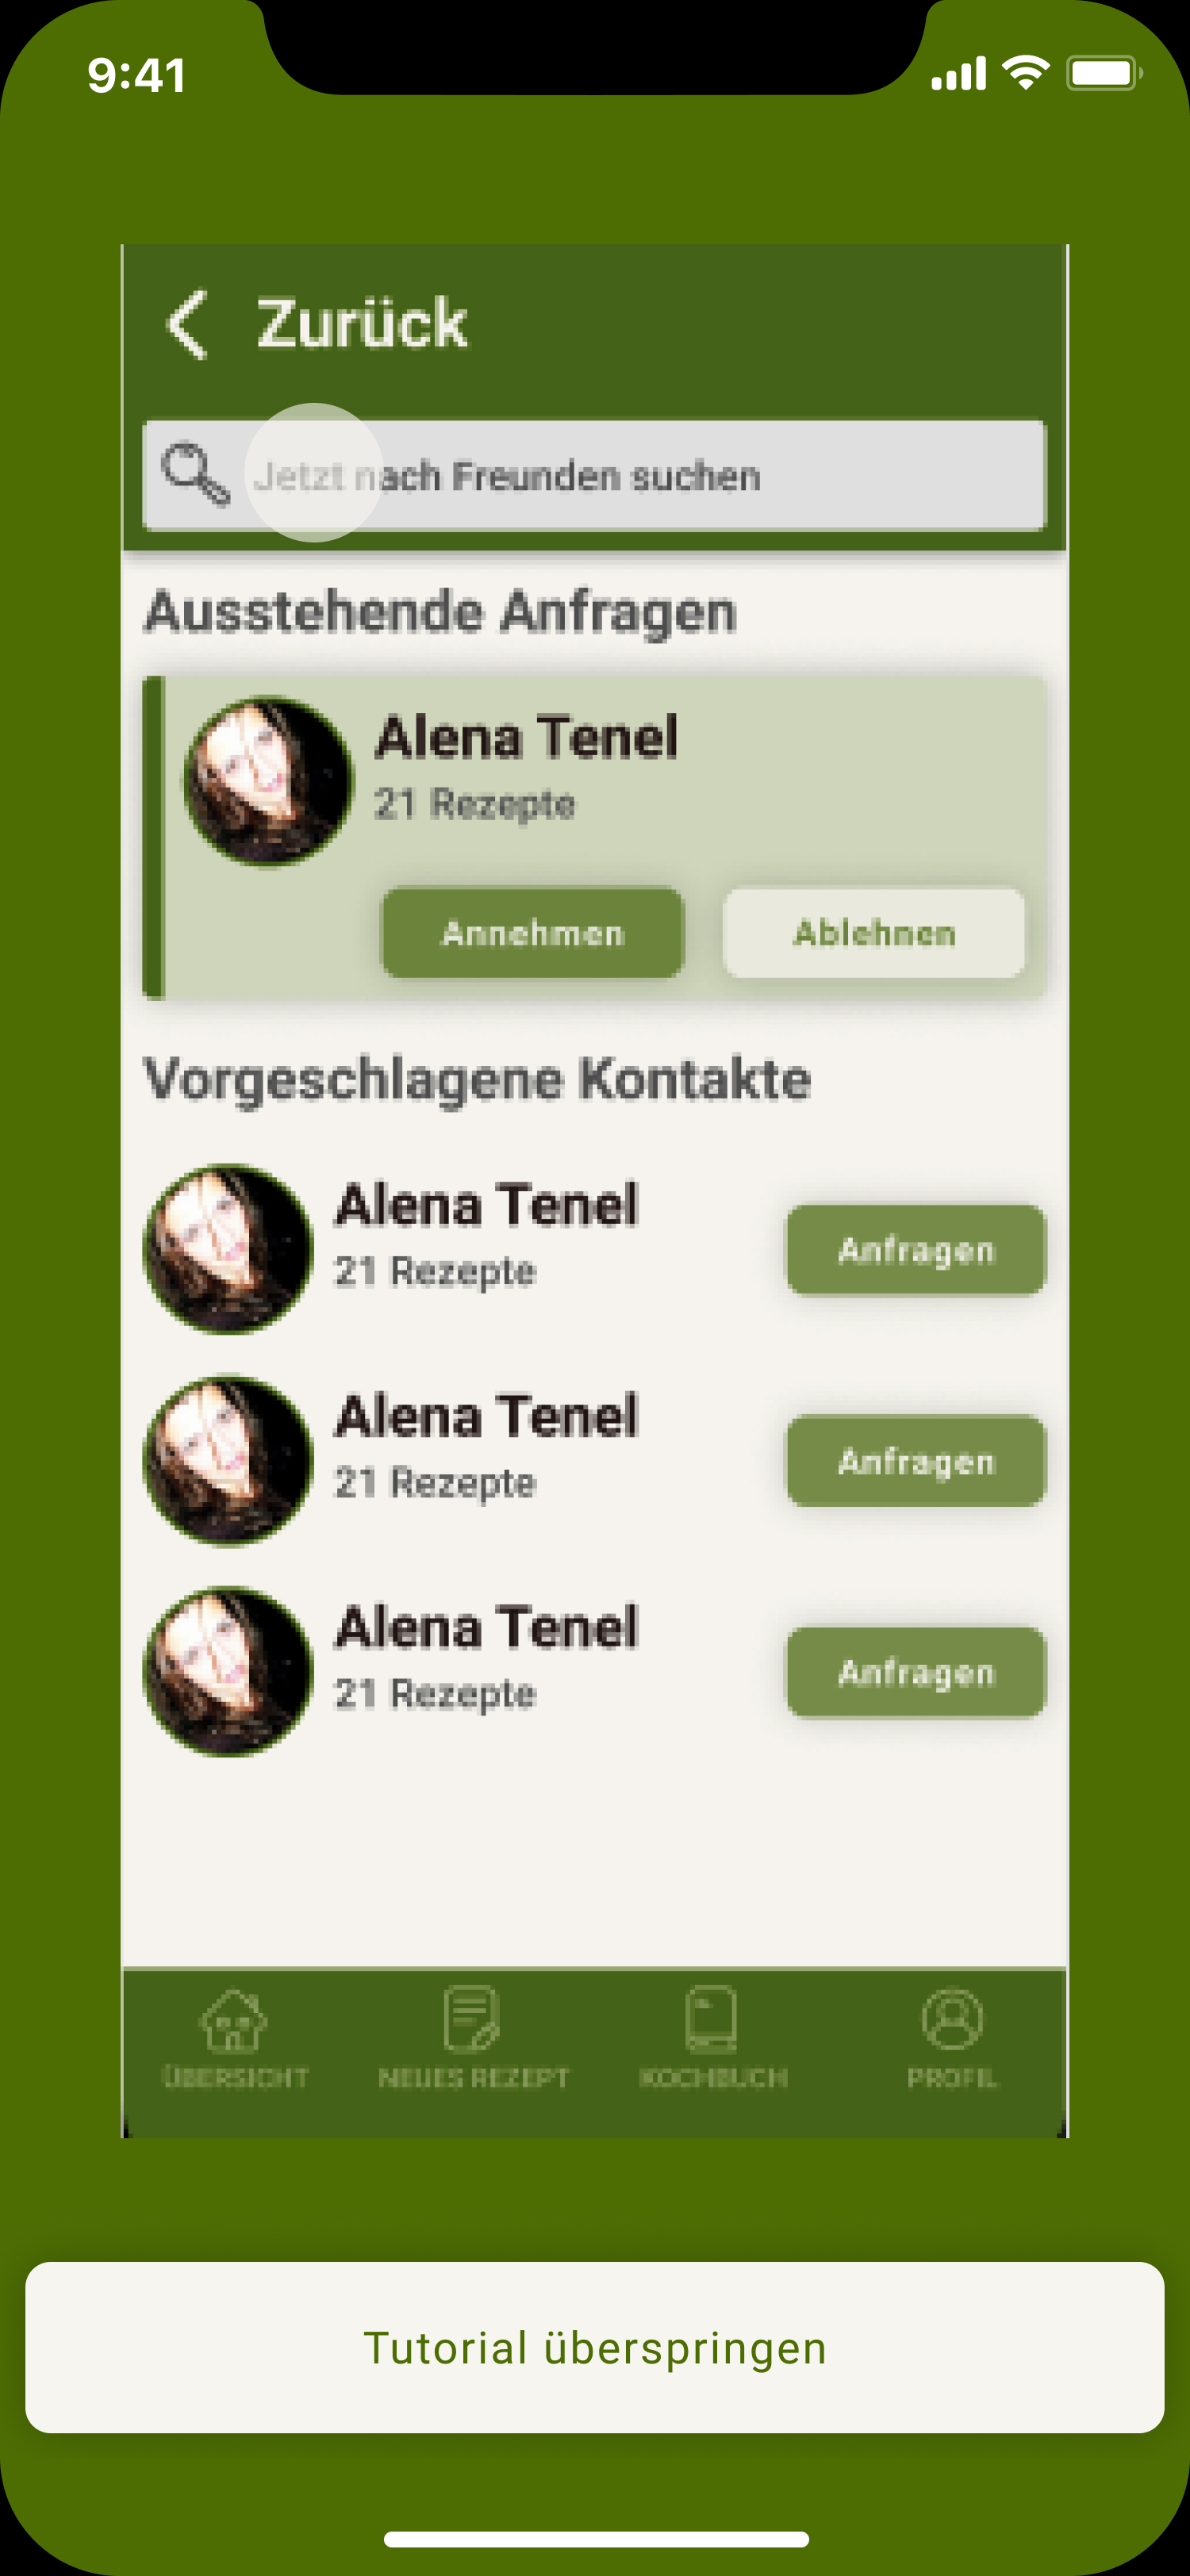 9:41
Zurück
Jetzt nach Freunden suchen
Ausstehende Anfragen
Alena Tenel
21 Rezepte
Annehmen
Ablehnen
Vorgeschlagene Kontakte
Alena Tenel
21 Rezepte
Anfragen
Alena Tenel
21 Rezepte
Anfragen
Alena Tenel
21 Rezepte
Anfragen
ÜBERSICHT
NEUES REZEPT
KOCHBUCH
PROFIL
Tutorial überspringen